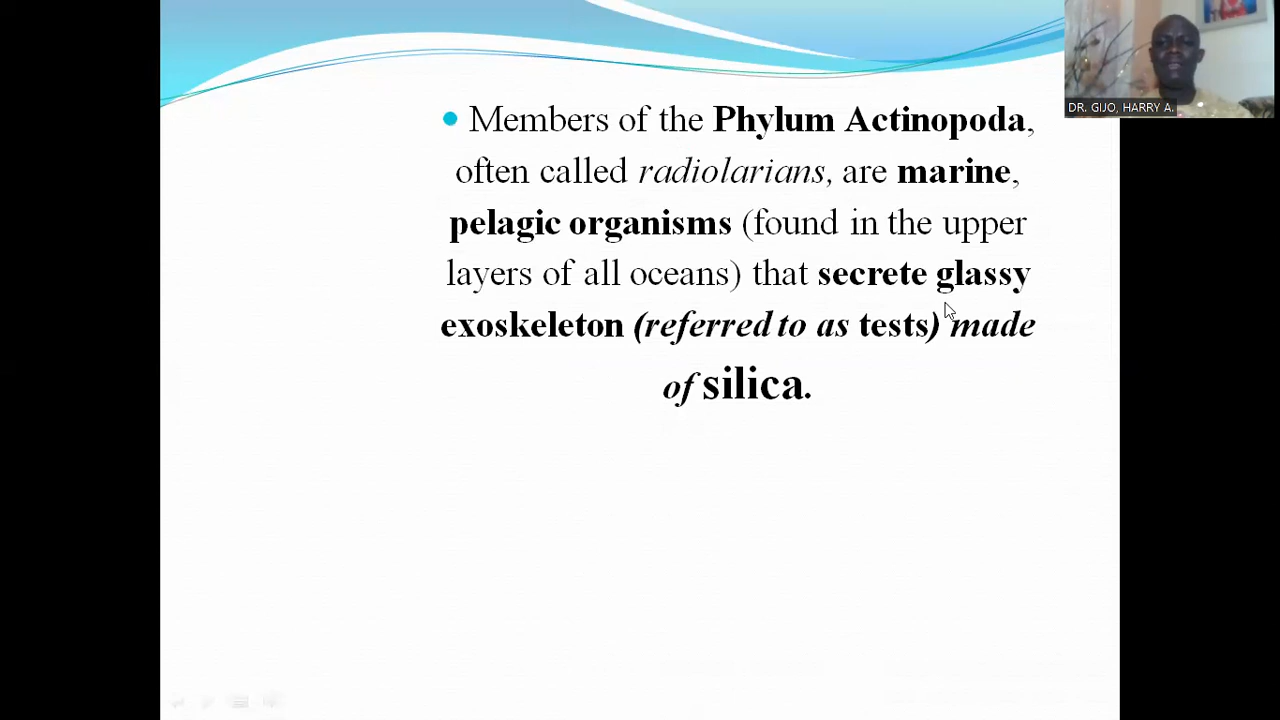 Members of the Phylum Actinopoda,
often called radiolarians, are marine,
pelagic organisms (found in the upper
layers of all oceans) that secrete glassy
exoskeleton (referred to as tests) made
of silica.
DR. GIJO, HARRY A.